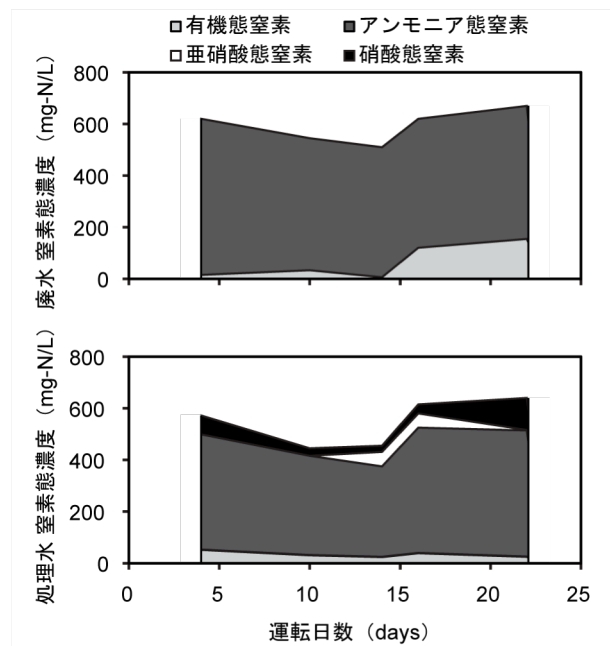 有機態窒素 アンモニア態窒素
亜硝酸態窒素 硝酸態窒素
廃水 窒素態濃度 (mg-N/L)
800
600
400
200
0
処理水 窒素態濃度 (mg-N/L)
800
600
400
200
0
0 5 10 15 20 25
運転日数 (days)